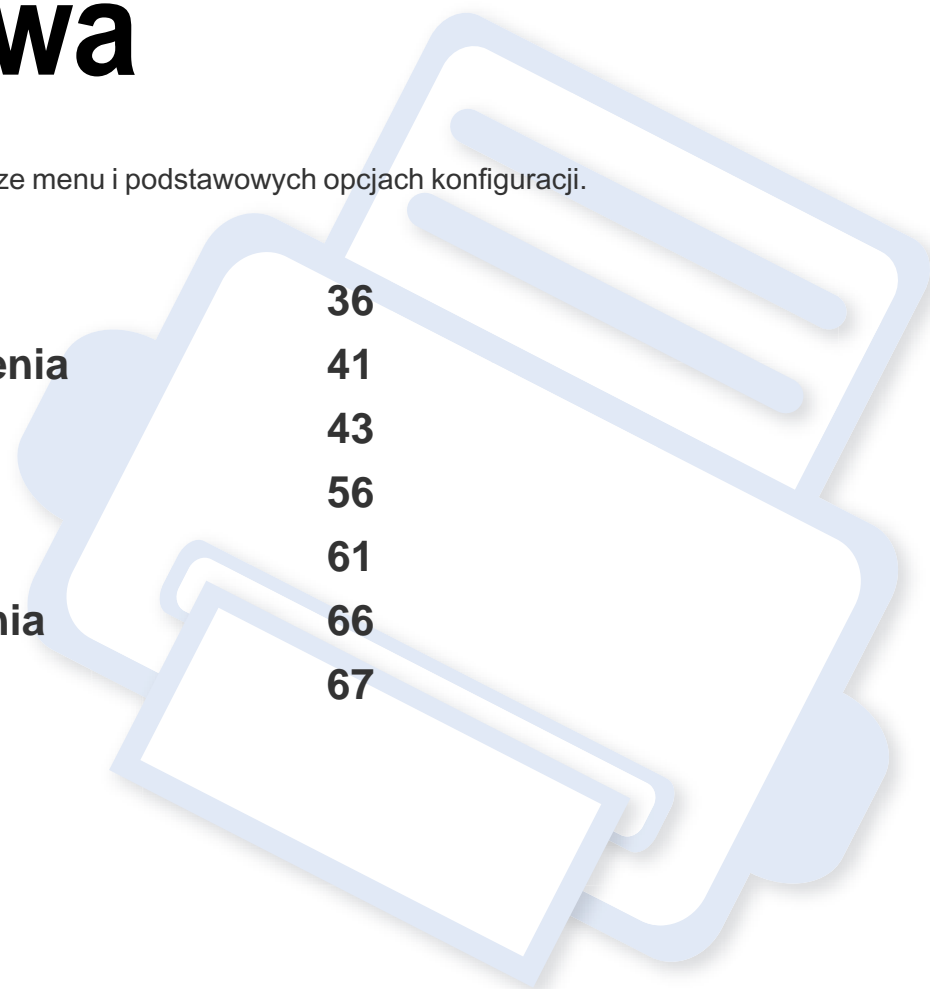 wa
ze menu i podstawowych opcjach konfiguracji.
36
enia 41
43
56
61
nia 66
67